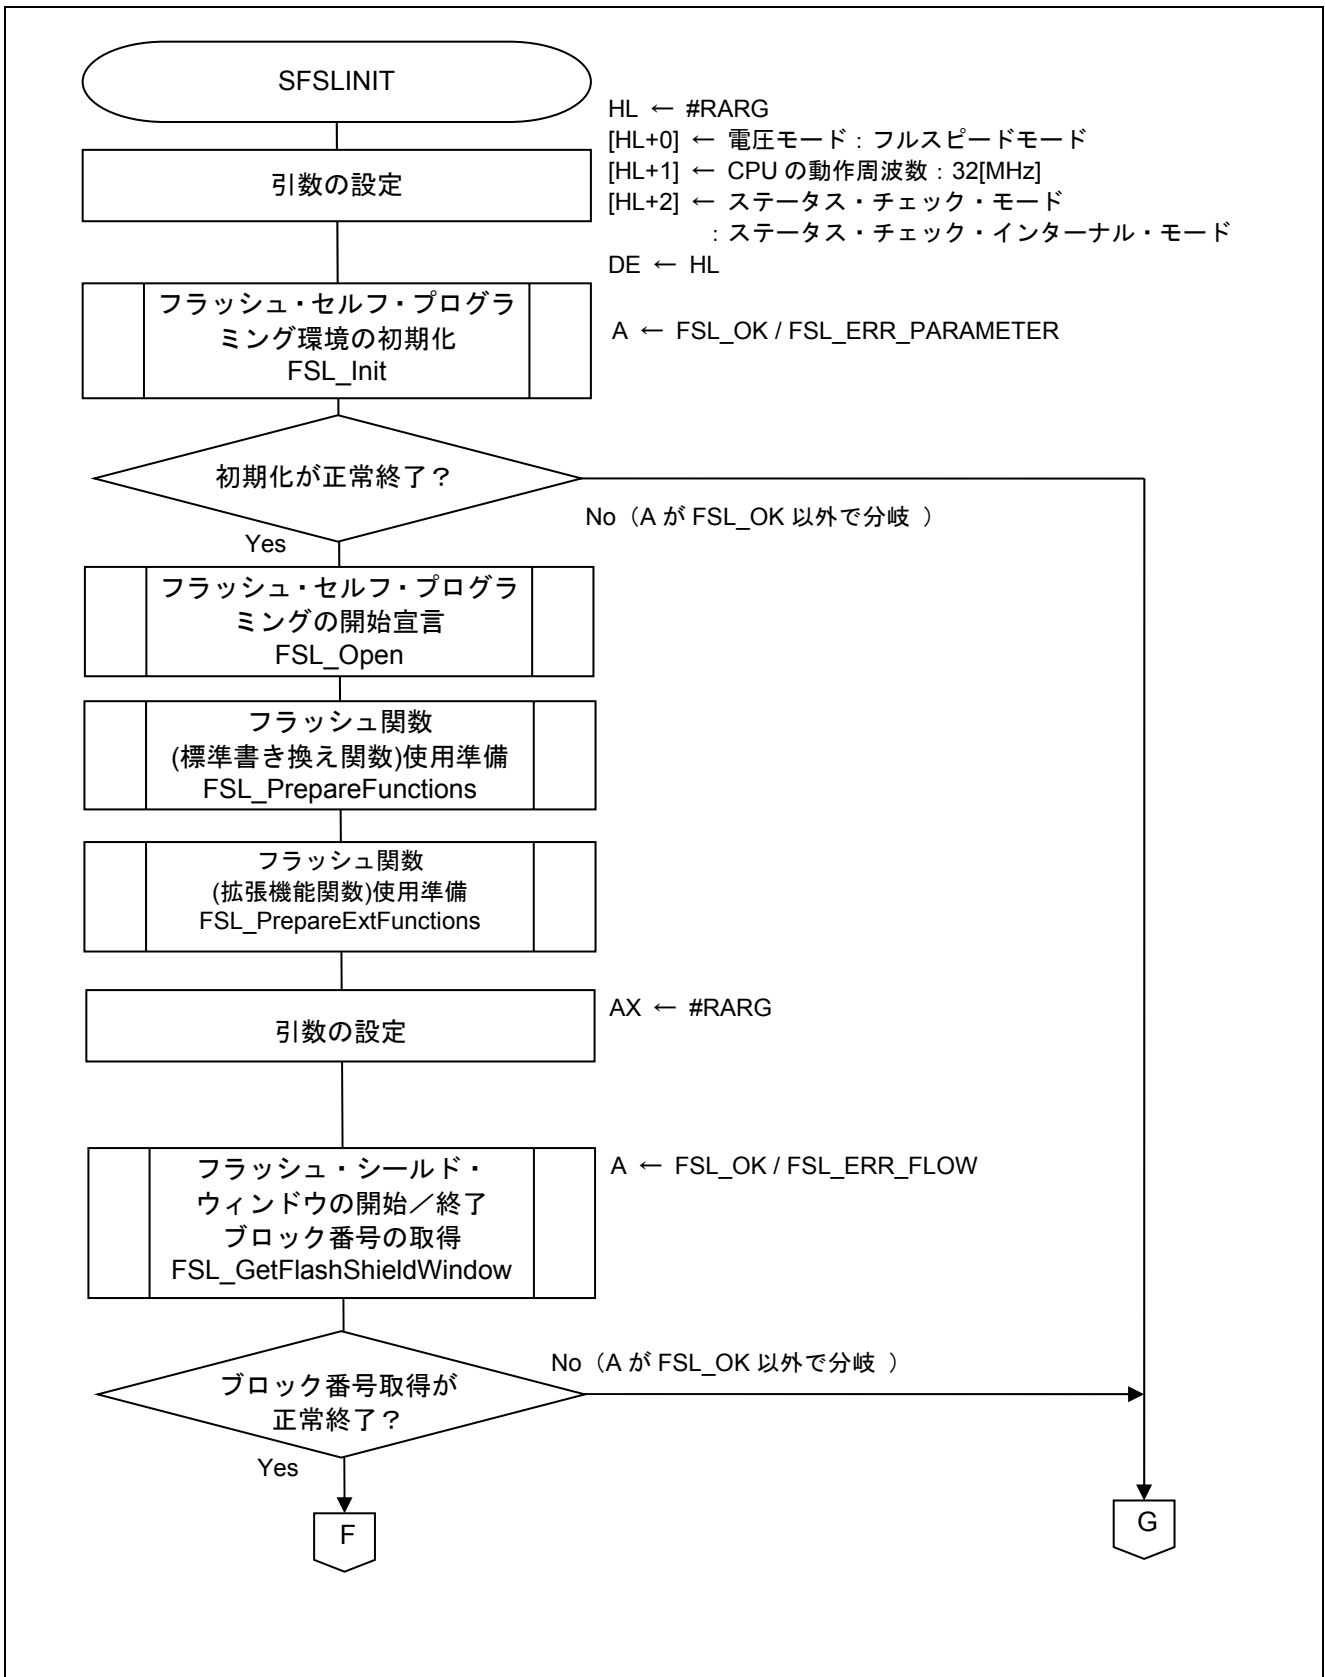 SFSLINIT
HL ← #RARG
[HL+0] ← 電圧モード：フルスピードモード
[HL+1] ← CPU の動作周波数：32[MHz]
[HL+2] ← ステータス・チェック・モード
：ステータス・チェック・インターナル・モード
DE ← HL
引数の設定
フラッシュ・セルフ・プログラ
ミング環境の初期化
FSL_Init
A ← FSL_OK / FSL_ERR_PARAMETER
初期化が正常終了？
No（A が FSL_OK 以外で分岐 ）
Yes
フラッシュ・セルフ・プログラ
ミングの開始宣言
FSL_Open
フラッシュ関数
(標準書き換え関数)使用準備
FSL_PrepareFunctions
フラッシュ関数
(拡張機能関数)使用準備
FSL_PrepareExtFunctions
引数の設定
AX ← #RARG
フラッシュ・シールド・
ウィンドウの開始／終了
ブロック番号の取得
FSL_GetFlashShieldWindow
A ← FSL_OK / FSL_ERR_FLOW
ブロック番号取得が
正常終了？
No（A が FSL_OK 以外で分岐 ）
Yes
F
G